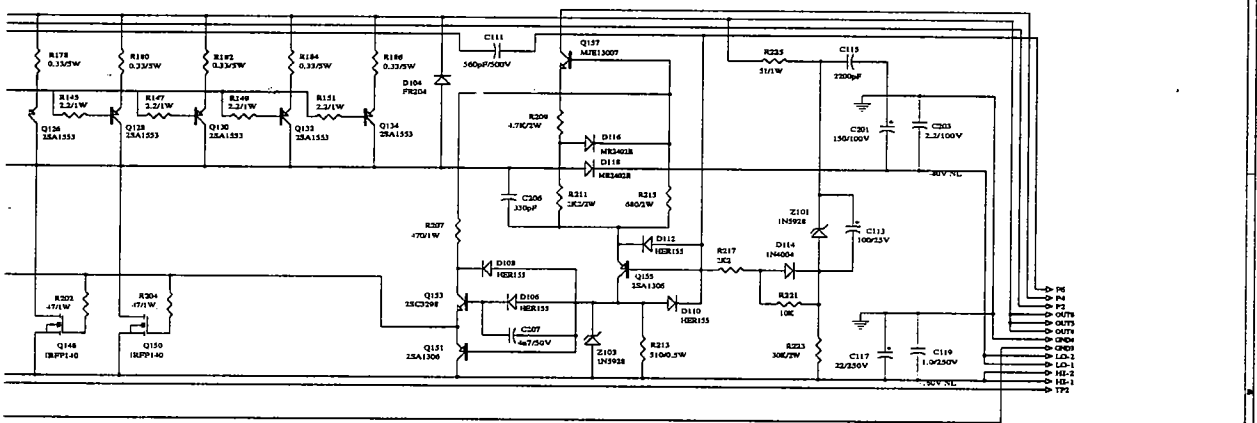 R178
0.33/5W
R180
0.33/5W
R182
0.33/5W
R184
0.33/5W
R186
0.33/5W
D104
FR204
C111
560pF/500V
Q157
MJE13007
R225
51/1W
C115
2200pF
R145
2.2/1W
R147
2.2/1W
R149
2.2/1W
R151
2.2/1W
Q126
2SA1553
Q128
2SA1553
Q130
2SA1553
Q132
2SA1553
Q134
2SA1553
R209
4.7K/2W
D116
MR2402R
D118
MR2402R
C201
150/100V
C203
2.2/100V
-80V NL
C206
330pF
R211
2K2/2W
R215
680/2W
Z101
1N5928
C113
100/25V
R207
470/1W
D112
HER155
R217
2K2
D114
1N4004
D108
HER155
Q155
2SA1306
R202
47/1W
R204
47/1W
Q153
2SC3298
D106
HER155
D110
HER155
R221
10K
C207
4u7/50V
Q148
IRFP140
Q150
IRFP140
Q151
2SA1306
Z103
1N5928
R213
510/0.5W
R223
30K/2W
C117
22/250V
C119
1.0/250V
P6
P4
P2
GND4
GND3
LO-2
LO-1
HI-2
HI-1
TP2